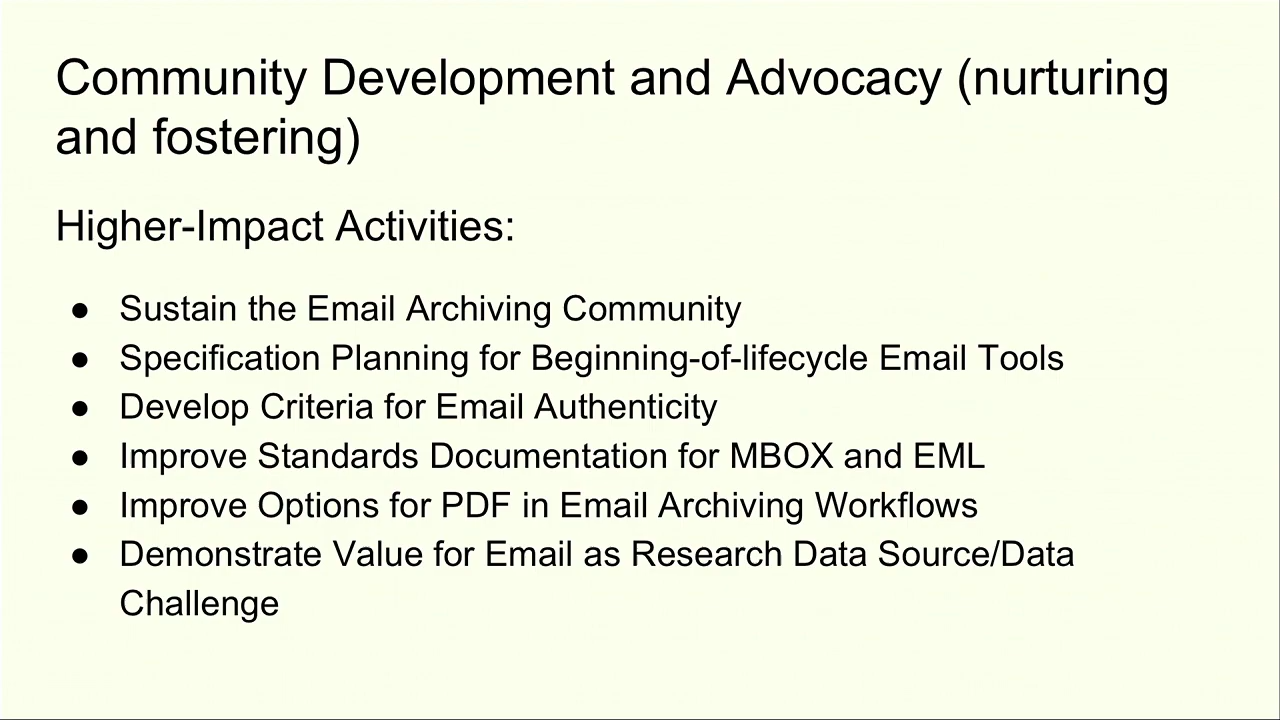 Community Development and Advocacy (nurturing
and fostering)
Higher-Impact Activities:
● Sustain the Email Archiving Community
● Specification Planning for Beginning-of-lifecycle Email Tools
● Develop Criteria for Email Authenticity
● Improve Standards Documentation for MBOX and EML
● Improve Options for PDF in Email Archiving Workflows
● Demonstrate Value for Email as Research Data Source/Data
Challenge